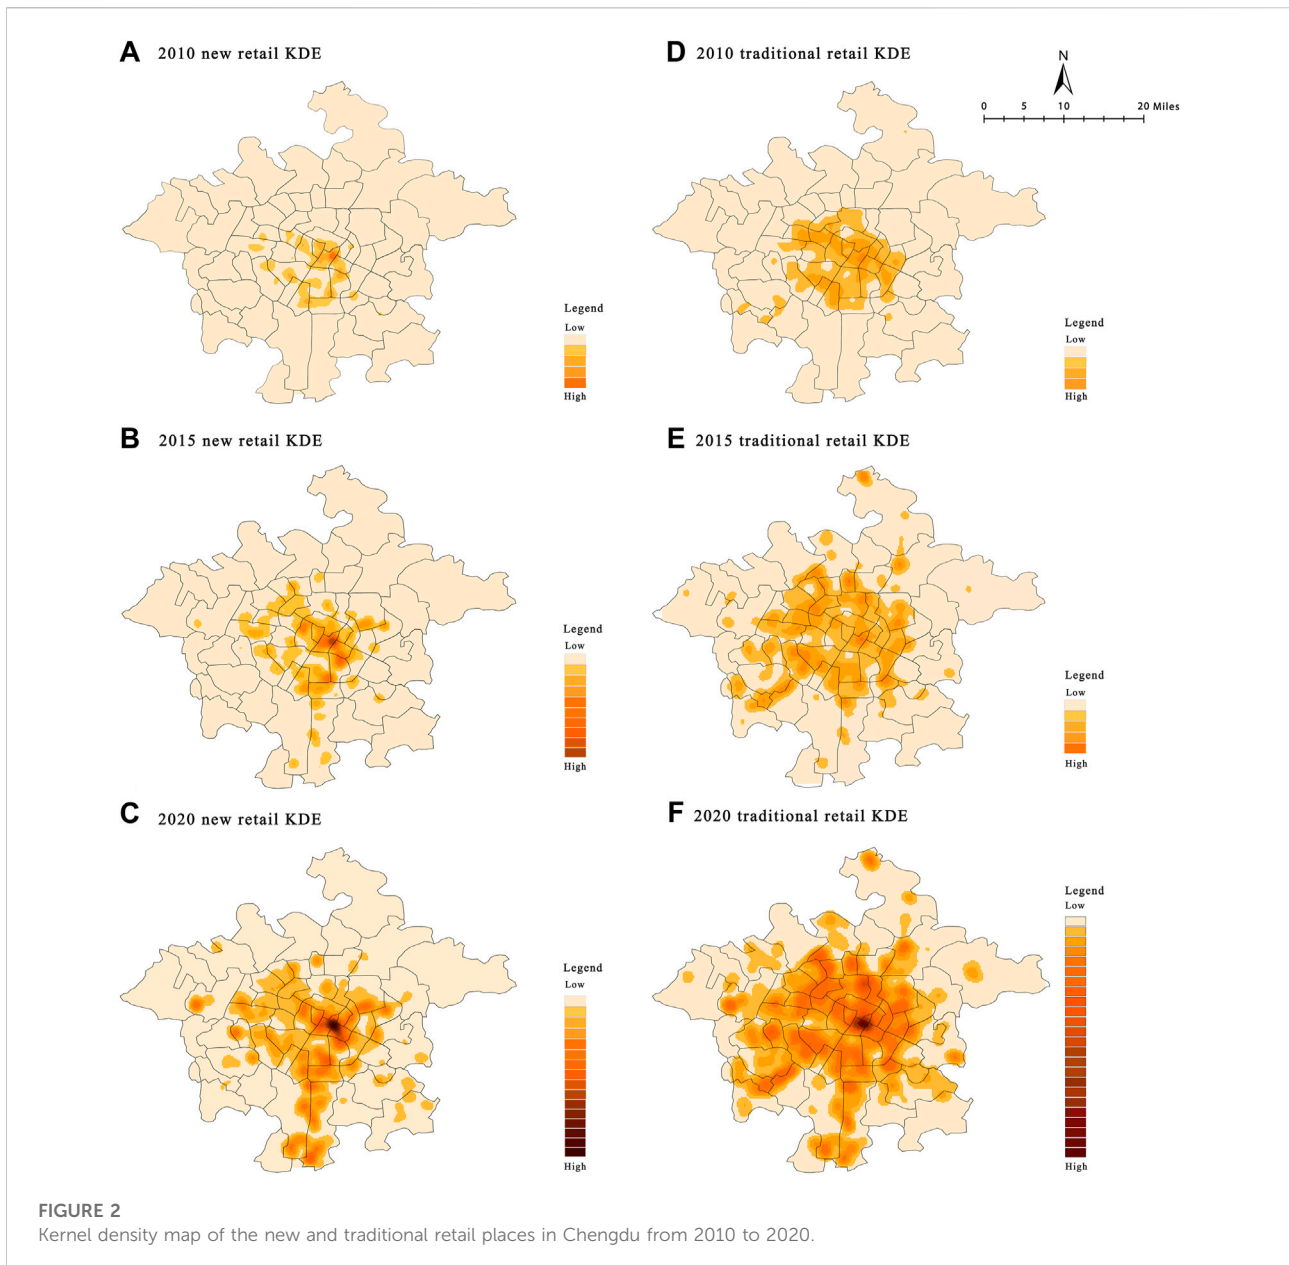 A 2010 new retail KDE
D 2010 traditional retail KDE
N
0 5 10 20 Miles
Legend
Low
High
Legend
Low
High
B 2015 new retail KDE
E 2015 traditional retail KDE
Legend
Low
High
Legend
Low
High
C 2020 new retail KDE
F 2020 traditional retail KDE
Legend
Low
High
Legend
Low
High
FIGURE 2
Kernel density map of the new and traditional retail places in Chengdu from 2010 to 2020.